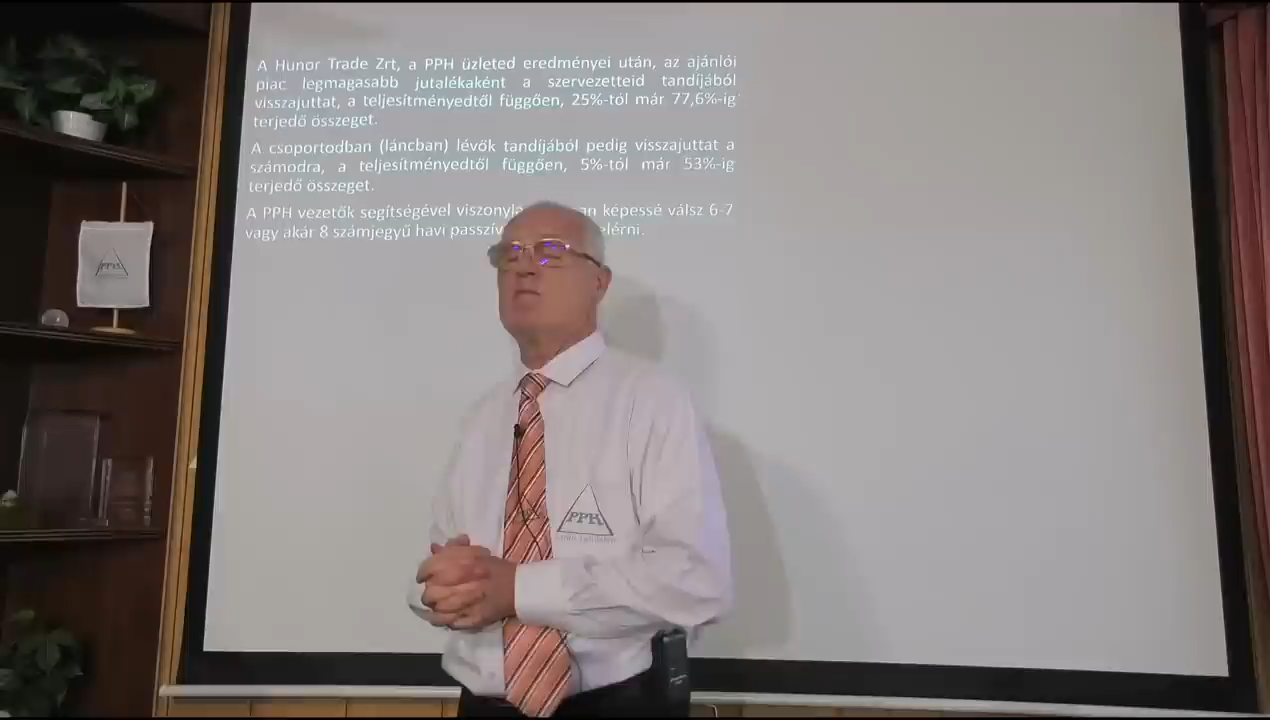 A Hunor Trade Zrt, a PPH üzleted eredményei után, az ajánlói
piac legmagasabb jutalékaként a szervezetteid tandíjából
visszajuttat, a teljesítményedtől függően, 25%-tól már 77,6%-ig
terjedő összeget.
A csoportodban (láncban) lévők tandíjából pedig visszajuttat a
számodra, a teljesítményedtől függően, 5%-tól már 53%-ig
terjedő összeget.
A PPH vezetők segítségével képessé válsz 6-7
vagy akár 8 számjegyű havi elérni.
PPH
PPH